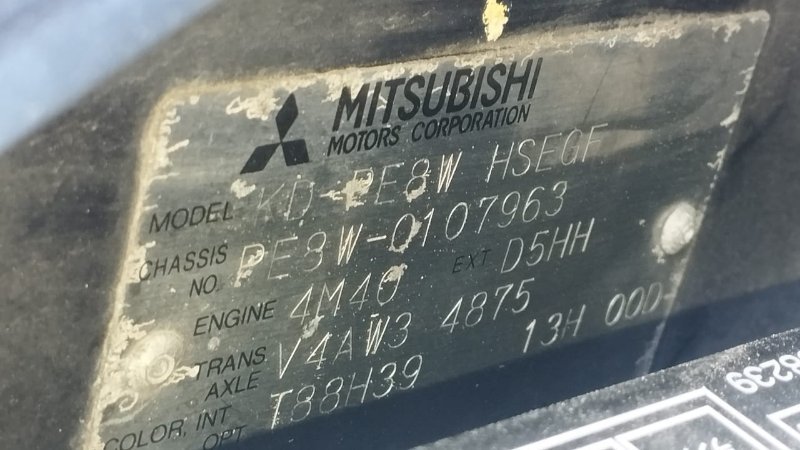 MITSUBISHI
MOTORS CORPORATION
MODEL KD-PE8W HSEGF
CHASSIS NO. PE8W-0107963
ENGINE 4M40 EXT D5HH
TRANS AXLE V4AW3 4875
COLOR, INT OPT T88H39 13H 00D
8239